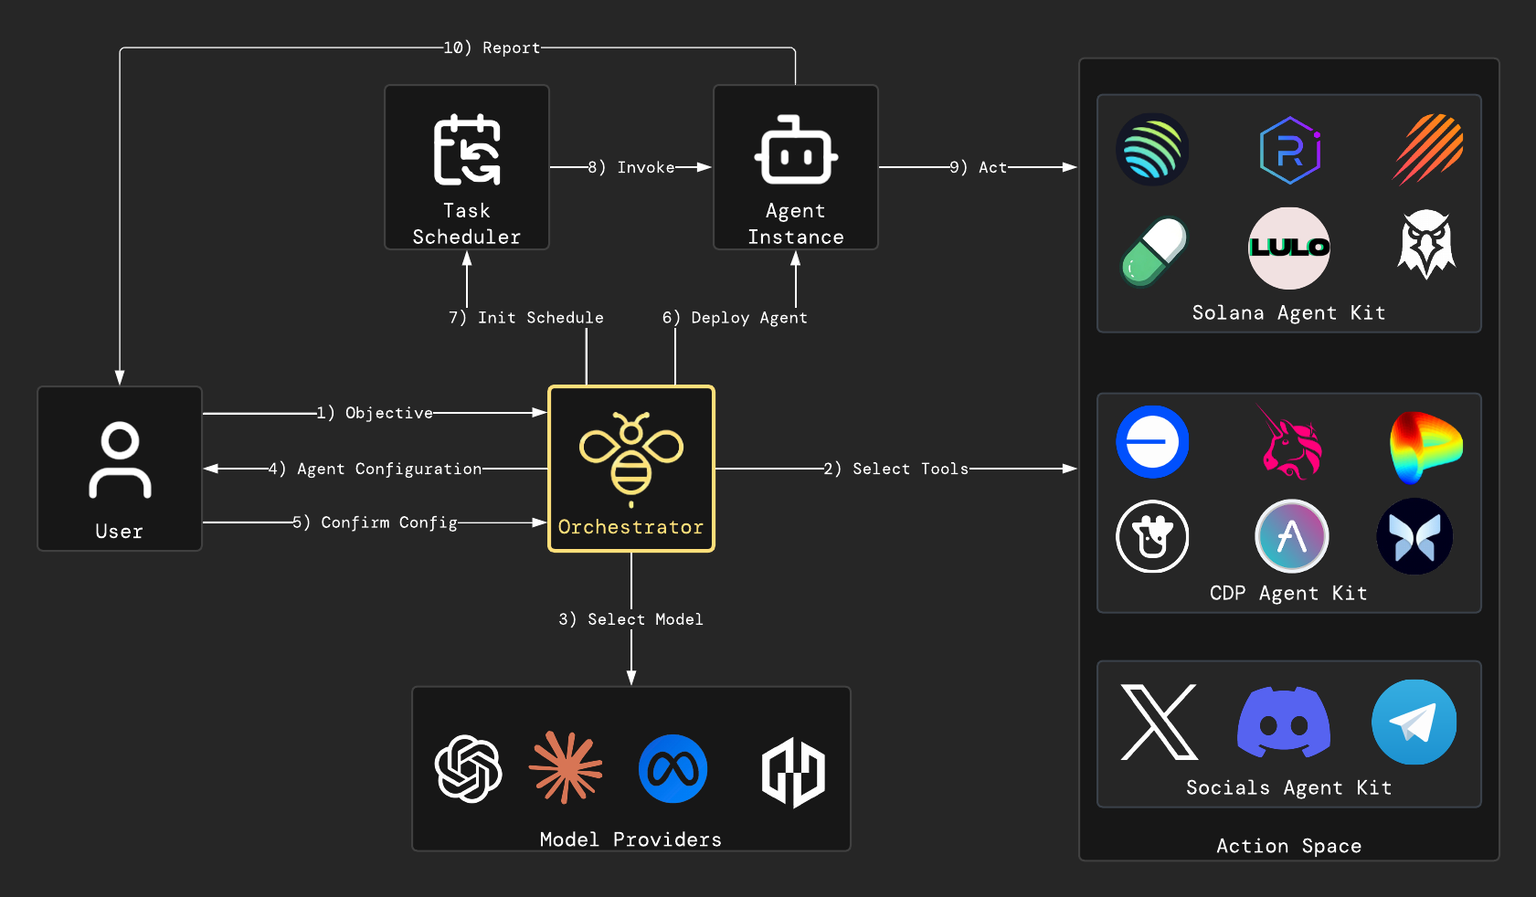 10) Report
Task
Scheduler
8) Invoke
Agent
Instance
9) Act
LULO
Solana Agent Kit
7) Init Schedule
6) Deploy Agent
1) Objective
4) Agent Configuration
5) Confirm Config
User
Orchestrator
2) Select Tools
CDP Agent Kit
3) Select Model
Model Providers
Socials Agent Kit
Action Space